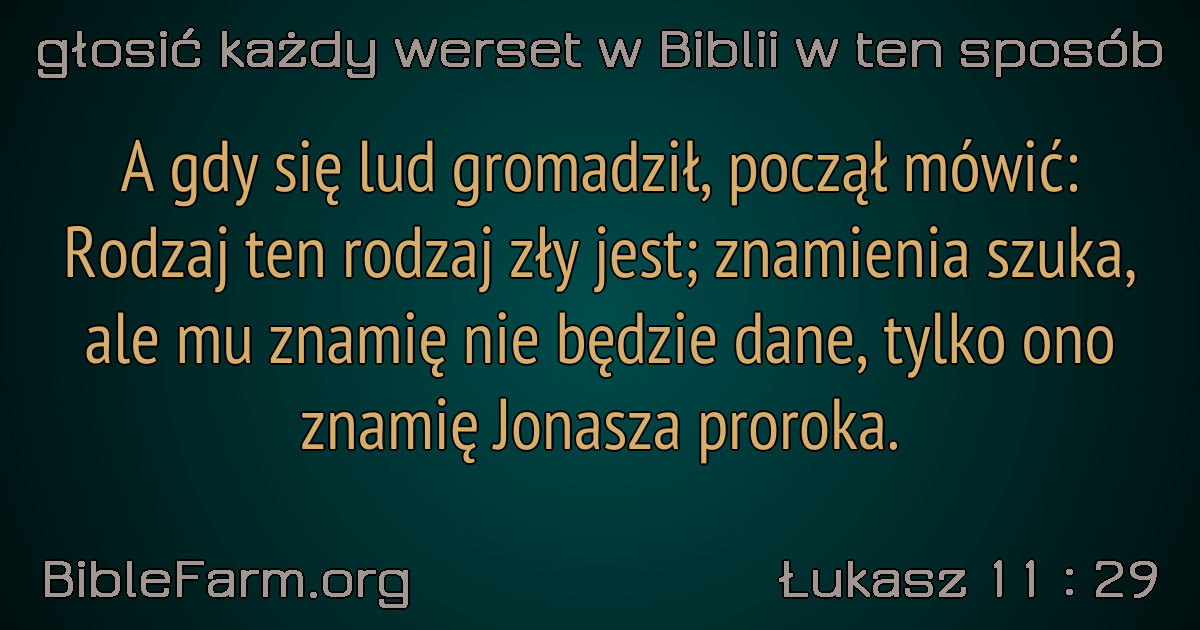 głosić każdy werset w Biblii w ten sposób
A gdy się lud gromadził, począł mówić:
Rodzaj ten rodzaj zły jest; znamienia szuka,
ale mu znamię nie będzie dane, tylko ono
znamię Jonasza proroka.
BibleFarm.org
Łukasz 11 : 29